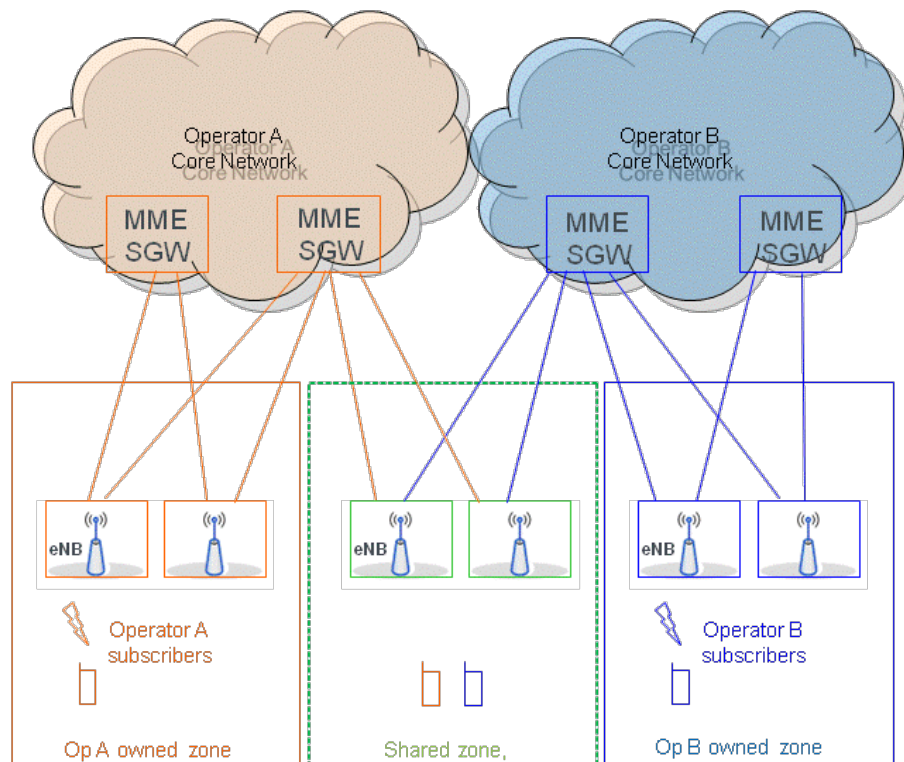 Operator A
Core Network
Operator A
Core Network
Operator B
Core Network
Operator B
Core Network
MME
SGW
MME
SGW
MME
SGW
MME
SGW
eNB
eNB
eNB
Operator A
subscribers
Operator B
subscribers
Op A owned zone
Shared zone,
Op B owned zone